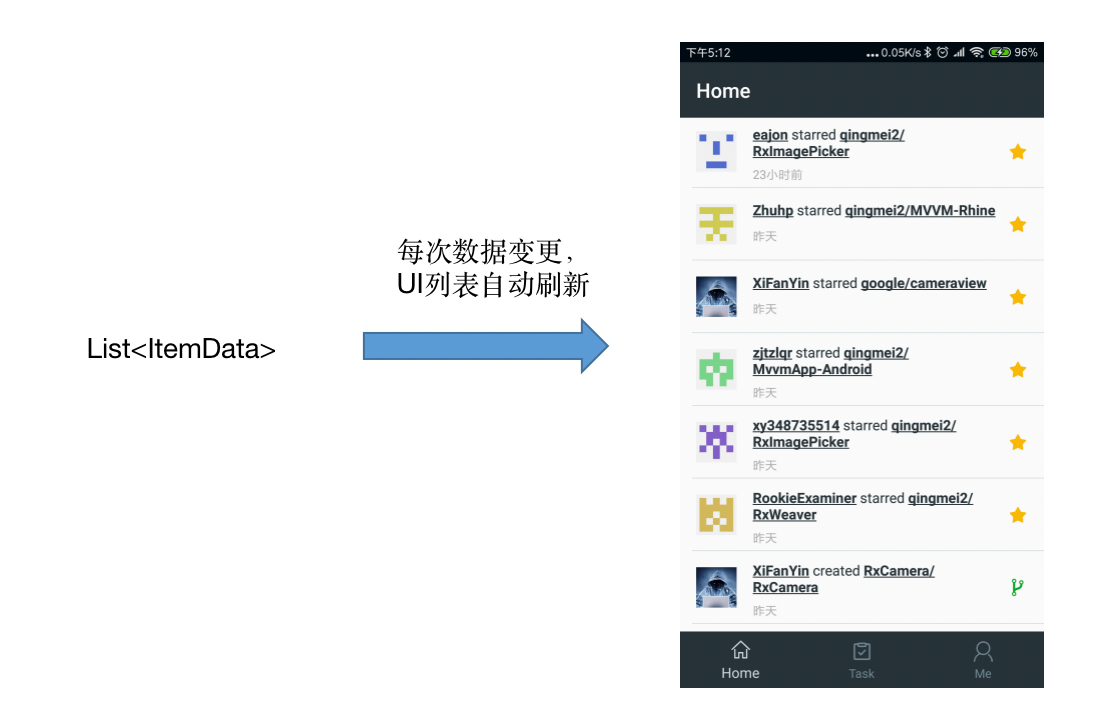 List<ItemData>
每次数据变更，
UI列表自动刷新
下午5:12
...0.05K/s
96%
Home
eajon starred qingmei2/
RxImagePicker
23小时前
Zhuhp starred qingmei2/MVVM-Rhine
昨天
XiFanYin starred google/cameraview
昨天
zjtzlqr starred qingmei2/
MvvmApp-Android
昨天
xy348735514 starred qingmei2/
RxImagePicker
昨天
RookieExaminer starred qingmei2/
RxWeaver
昨天
XiFanYin created RxCamera/
RxCamera
昨天
Home
Task
Me